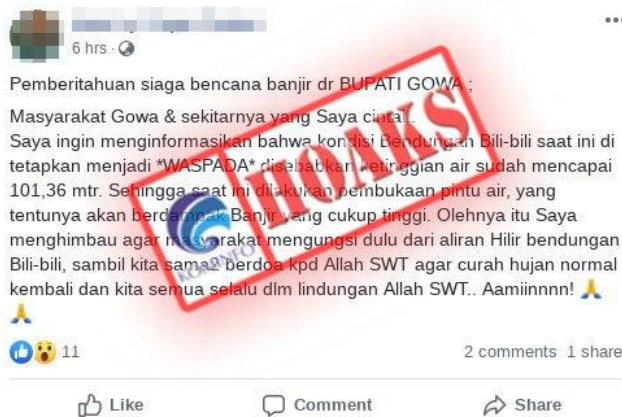 6 hrs ·
Pemberitahuan siaga bencana banjir dr BUPATI GOWA ;
Masyarakat Gowa & sekitarnya yang Saya cintai..
Saya ingin menginformasikan bahwa kondisi Bendungan Bili-bili saat ini di
tetapkan menjadi *WASPADA* disebabkan ketinggian air sudah mencapai
101,36 mtr. Sehingga saat ini dilakukan pembukaan pintu air, yang
tentunya akan berdampak Banjir yang cukup tinggi. Olehnya itu Saya
menghimbau agar masyarakat mengungsi dulu dari aliran Hilir bendungan
Bili-bili, sambil kita sama2 berdoa kpd Allah SWT agar curah hujan normal
kembali dan kita semua selalu dlm lindungan Allah SWT.. Aamiinnnn! 🙏
🙏
HOAKS
KOMINFO
11
2 comments 1 share
Like Comment Share